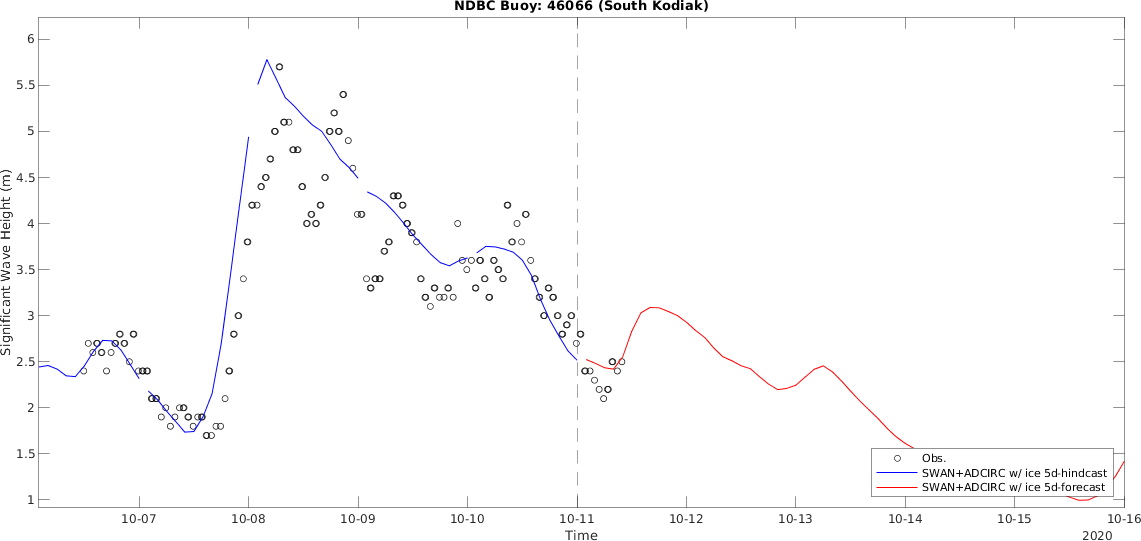 NDBC Buoy: 46066 (South Kodiak)
Significant Wave Height (m)
6
5.5
5
4.5
4
3.5
3
2.5
2
1.5
1
Obs.
SWAN+ADCIRC w/ ice 5d-hindcast
SWAN+ADCIRC w/ ice 5d-forecast
10-07 10-08 10-09 10-10 10-11 10-12 10-13 10-14 10-15 10-16
Time
2020